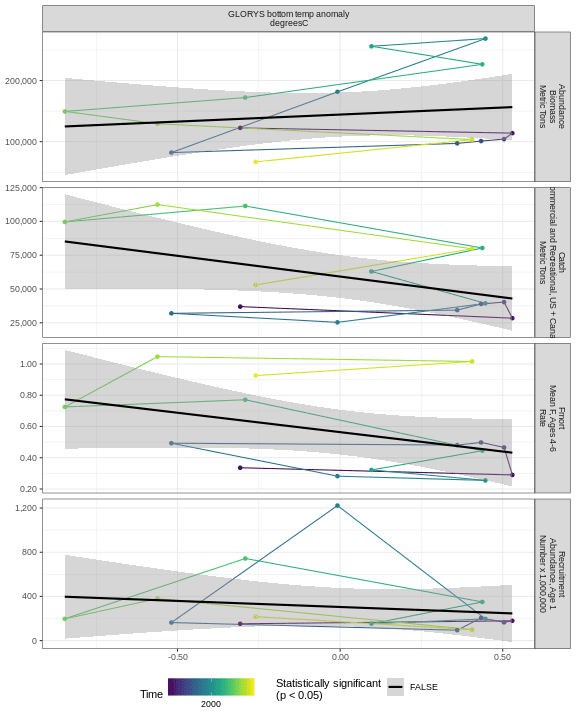 GLORYS bottom temp anomaly
degreesC
200,000
100,000
Abundance
Biomass
Metric Tons
125,000
100,000
75,000
50,000
25,000
Catch
ommercial and Recreational, US + Cana
Metric Tons
1.00
0.80
0.60
0.40
0.20
Fmort
Mean F, Ages 4-6
Rate
1,200
800
400
0
Recruitment
Abundance, Age 1
Number x 1,000,000
-0.50
0.00
0.50
Time
2000
Statistically significant
(p < 0.05)
FALSE